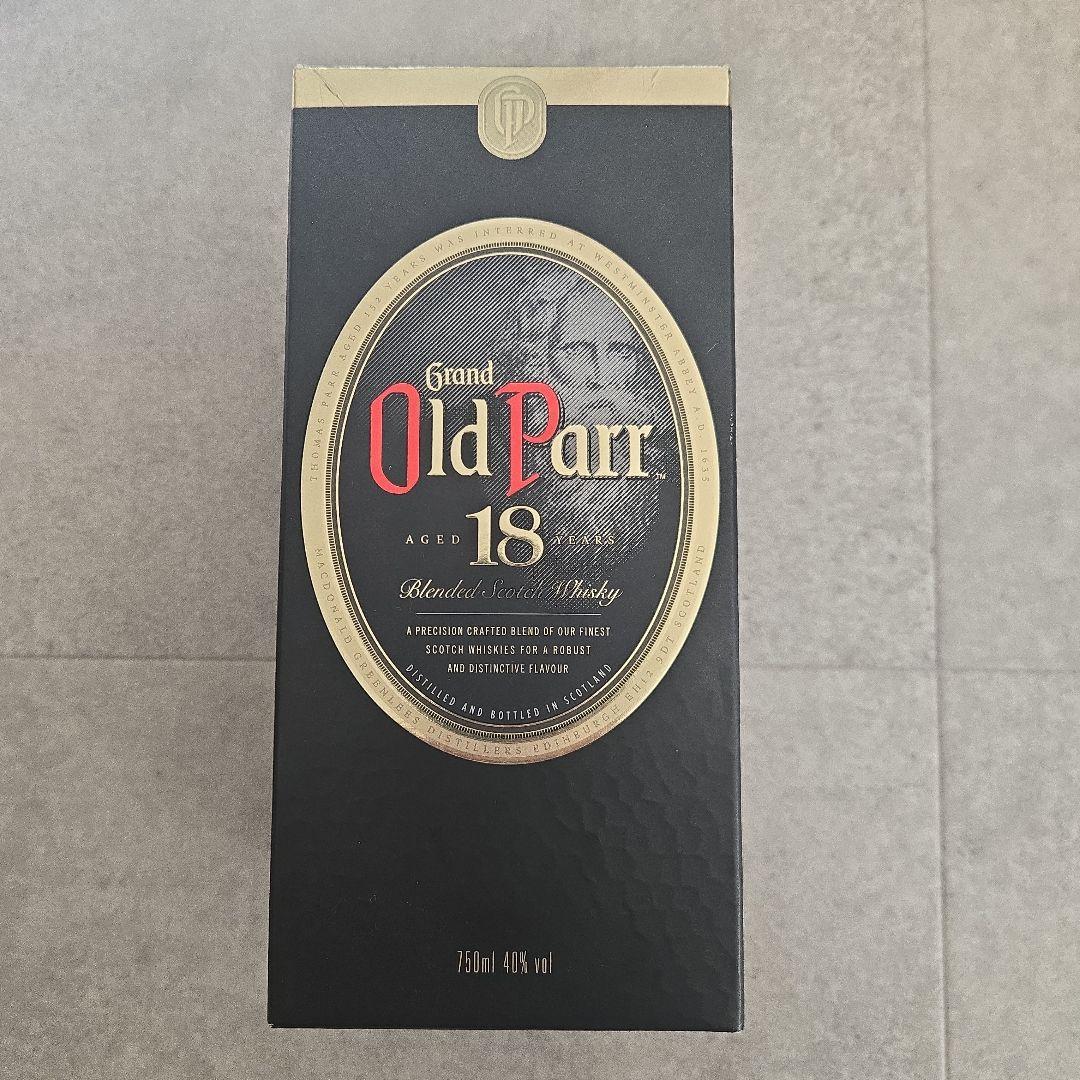 GP
THOMAS PARR AGED 152 YEARS WAS INTERRED AT WESTMINSTER ABBEY A.D. 1635
Grand
Old Parr™
AGED 18 YEARS
Blended Scotch Whisky
A PRECISION CRAFTED BLEND OF OUR FINEST
SCOTCH WHISKIES FOR A ROBUST
AND DISTINCTIVE FLAVOUR
DISTILLED AND BOTTLED IN SCOTLAND
MACDONALD GREENLEES DISTILLERS EDINBURGH EH12 9DT SCOTLAND
750ml 40% vol